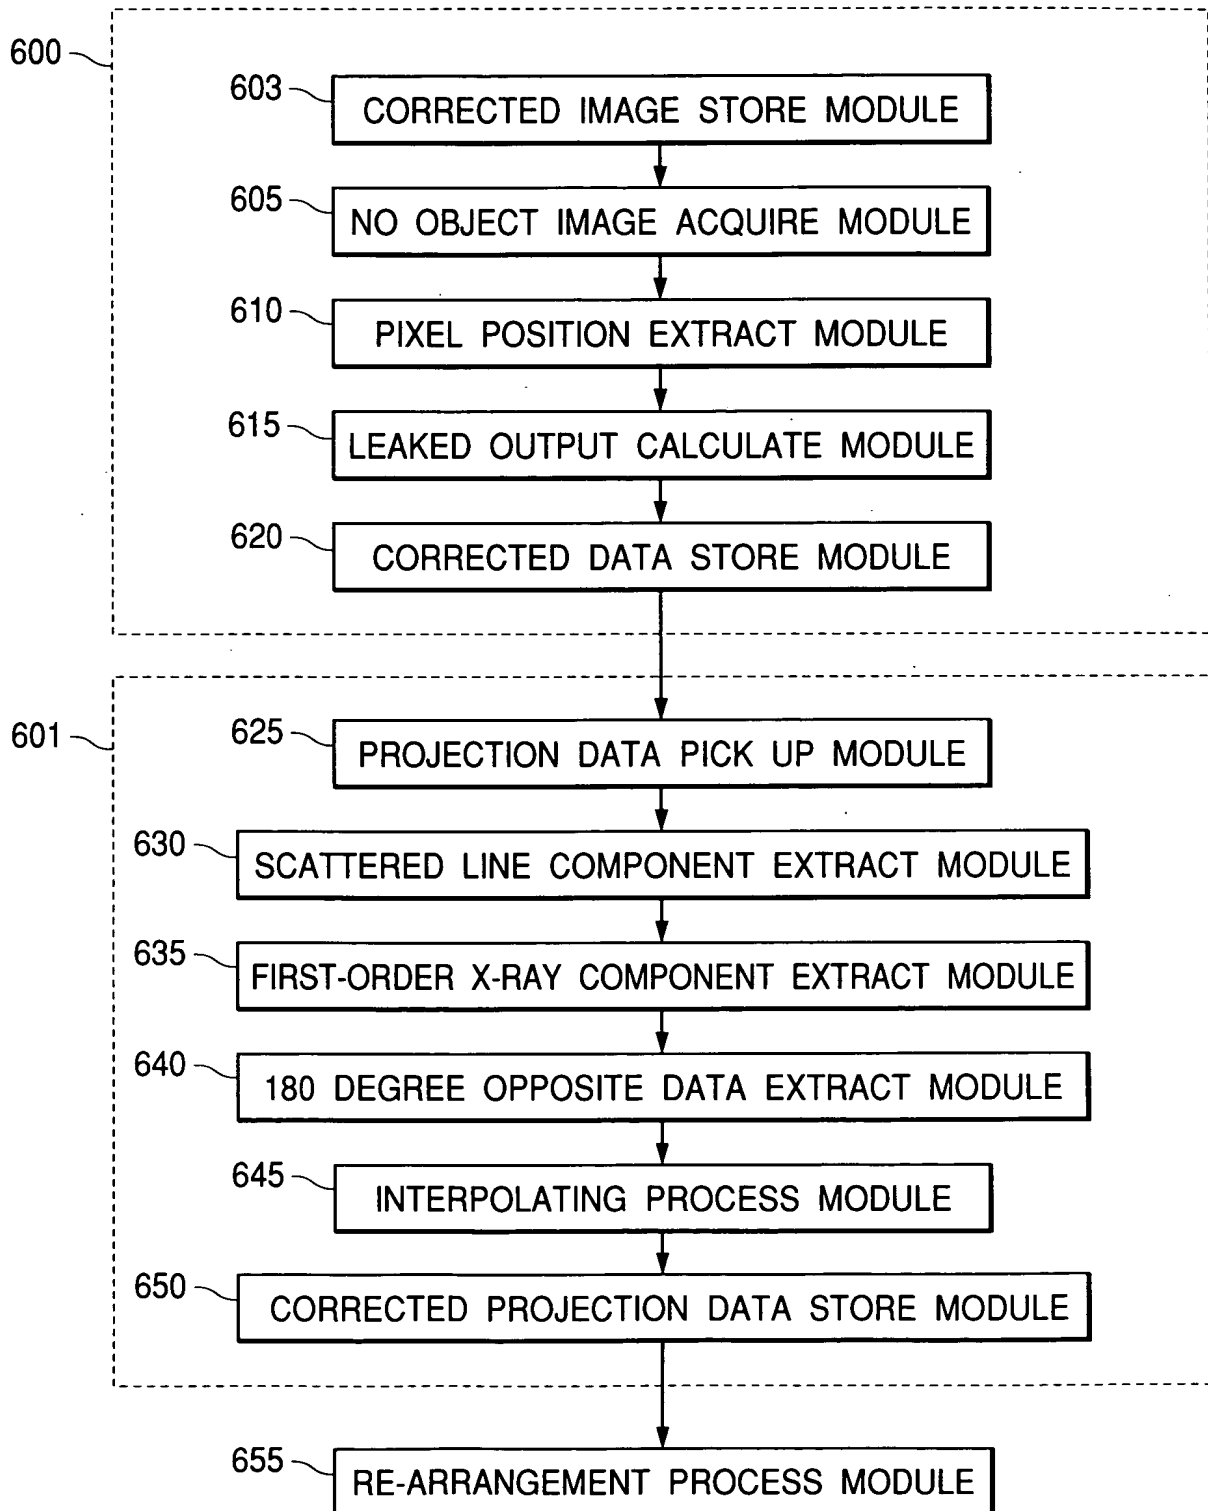 600
603
CORRECTED IMAGE STORE MODULE
605
NO OBJECT IMAGE ACQUIRE MODULE
610
PIXEL POSITION EXTRACT MODULE
615
LEAKED OUTPUT CALCULATE MODULE
620
CORRECTED DATA STORE MODULE
601
625
PROJECTION DATA PICK UP MODULE
630
SCATTERED LINE COMPONENT EXTRACT MODULE
635
FIRST-ORDER X-RAY COMPONENT EXTRACT MODULE
640
180 DEGREE OPPOSITE DATA EXTRACT MODULE
645
INTERPOLATING PROCESS MODULE
650
CORRECTED PROJECTION DATA STORE MODULE
655
RE-ARRANGEMENT PROCESS MODULE